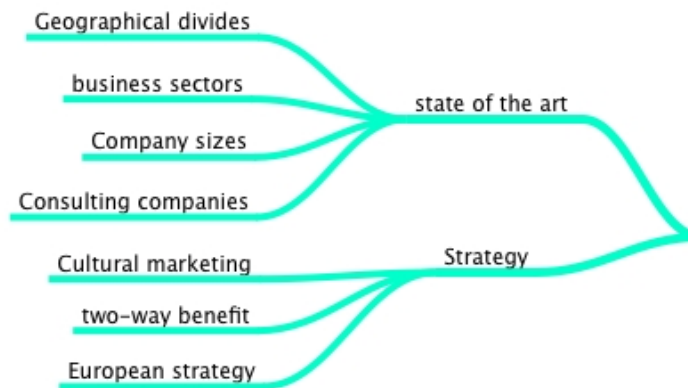 Geographical divides
business sectors
Company sizes
Consulting companies
state of the art
Cultural marketing
two-way benefit
European strategy
Strategy